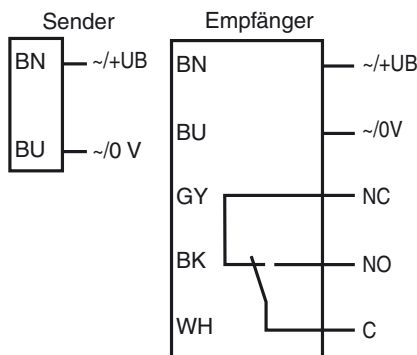 Sender
BN ~/+UB
BU ~/0 V
Empfänger
BN ~/+UB
BU ~/0V
GY NC
BK NO
WH C